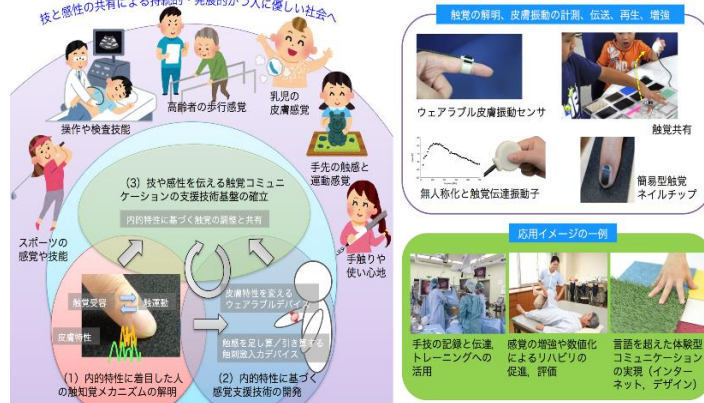 技と感性の共有による持続的・発展的かつ人に優しい社会へ
操作や検査技能
高齢者の歩行感覚
乳児の
皮膚感覚
手先の触感と
運動感覚
スポーツの
感覚や技能
手触りや
使い心地
（3）技や感性を伝える触覚コミュニ
ケーションの支援技術基盤の確立
内的特性に基づく触覚の調整と共有
触覚受容
触運動
皮膚特性
皮膚特性を変える
ウェアラブルデバイス
触感を足し算／引き算する
触刺激入力デバイス
（1）内的特性に着目した人
の触知覚メカニズムの解明
（2）内的特性に基づく
感覚支援技術の開発
触覚の解明、皮膚振動の計測、伝送、再生、増強
ウェアラブル皮膚振動センサ
触覚共有
無人称化と触覚伝達振動子
簡易型触覚
ネイルチップ
応用イメージの一例
手技の記録と伝達，
トレーニングへの
活用
感覚の増強や数値化
によるリハビリの
促進，評価
言語を超えた体験型
コミュニケーション
の実現（インター
ネット，デザイン）